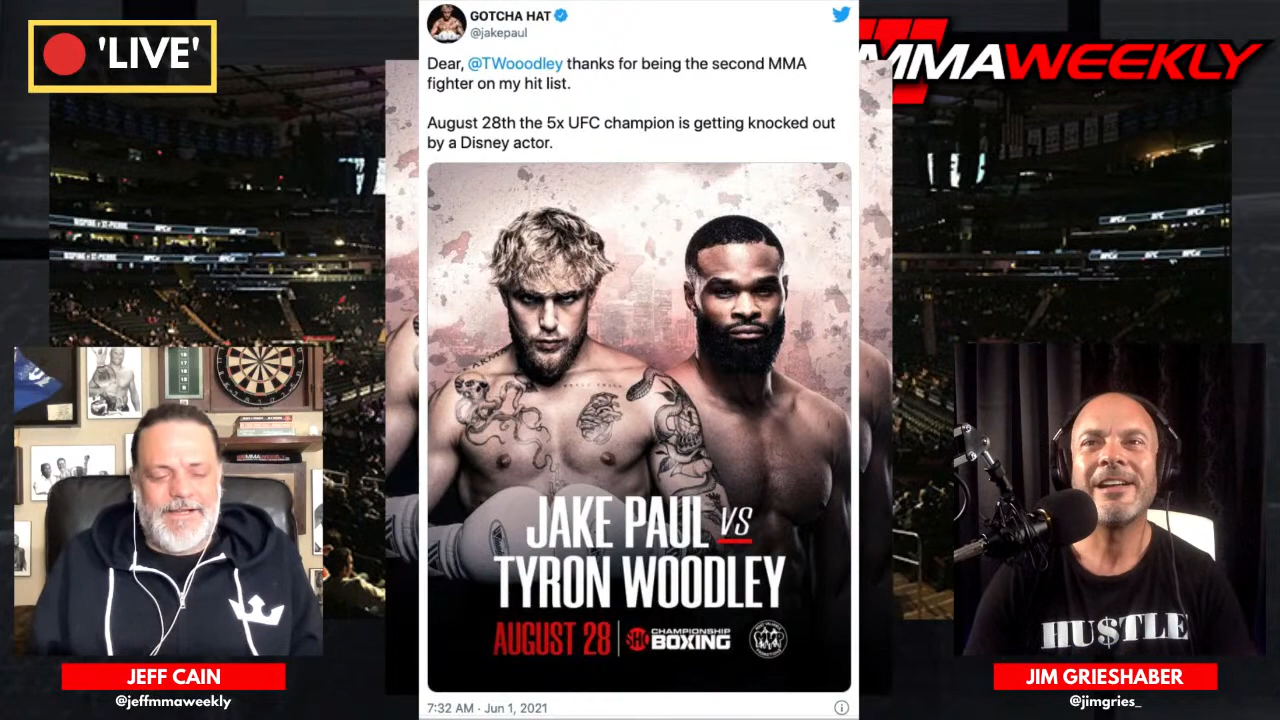 'LIVE'
GOTCHA HAT
@jakepaul
Dear, @TWooodley thanks for being the second MMA
fighter on my hit list.
August 28th the 5x UFC champion is getting knocked out
by a Disney actor.
MMAWEEKLY
JAKE PAUL VS
TYRON WOODLEY
AUGUST 28
SHO CHAMPIONSHIP
BOXING
MVP
7:32 AM · Jun 1, 2021
HU$TLE
JEFF CAIN
@jeffmmaweekly
JIM GRIESHABER
@jimgries_